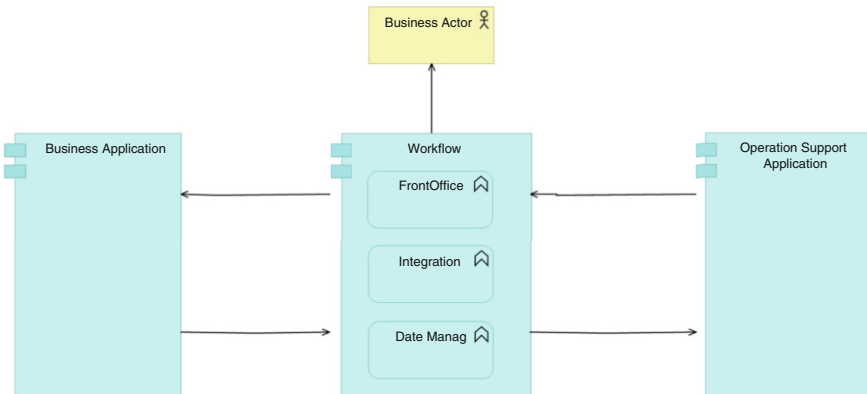 Business Actor
Business Application
Workflow
Operation Support
Application
FrontOffice
Integration
Date Manag